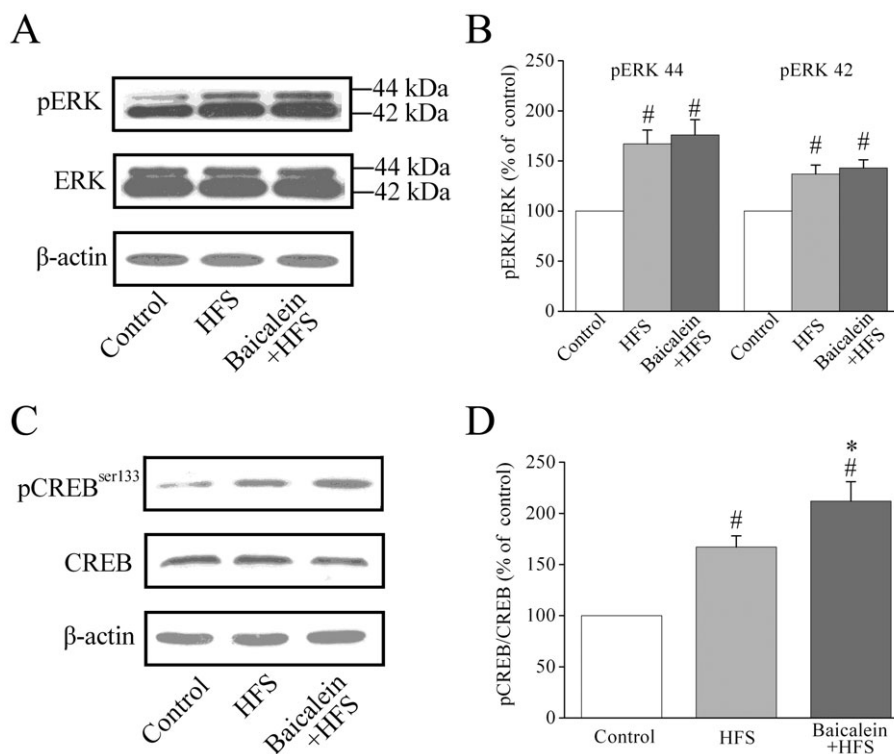 A
pERK
44 kDa
42 kDa
ERK
44 kDa
42 kDa
β-actin
Control
HFS
Baicalein
+HFS
B
pERK/ERK (% of control)
250
200
150
100
50
0
pERK 44
pERK 42
#
#
#
#
Control
HFS
Baicalein
+HFS
Control
HFS
Baicalein
+HFS
C
pCREBser133
CREB
β-actin
Control
HFS
Baicalein
+HFS
D
pCREB/CREB (% of control)
250
200
150
100
50
0
#
*
#
Control
HFS
Baicalein
+HFS